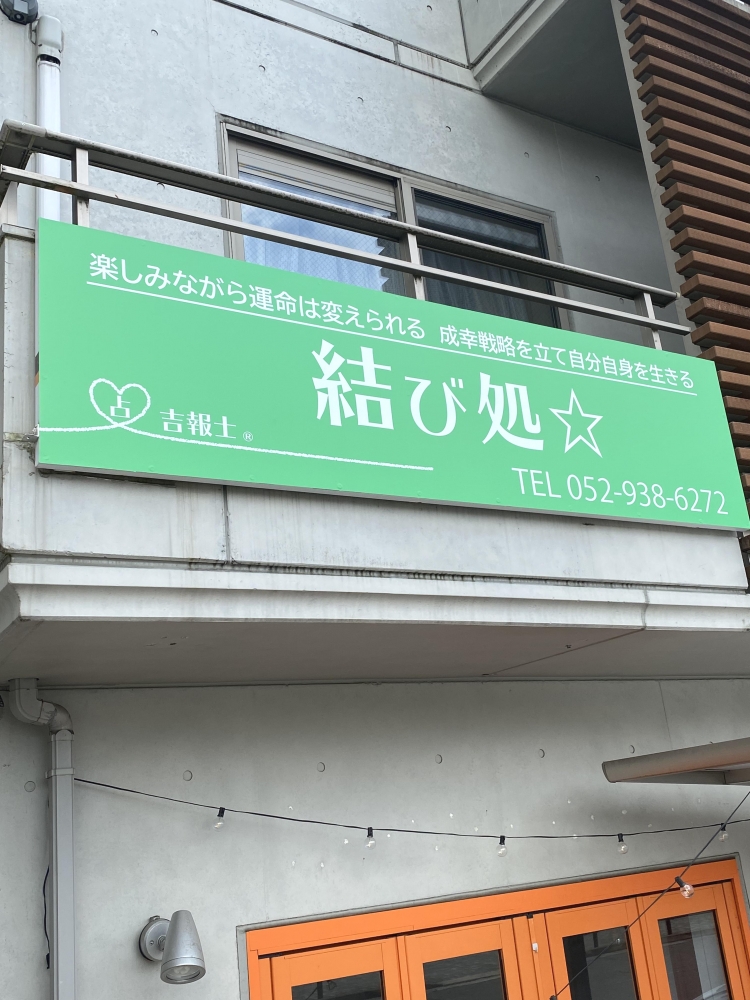 楽しみながら運命は変えられる 成幸戦略を立て自分自身を生きる
結び処☆
占 吉報士®
TEL 052-938-6272